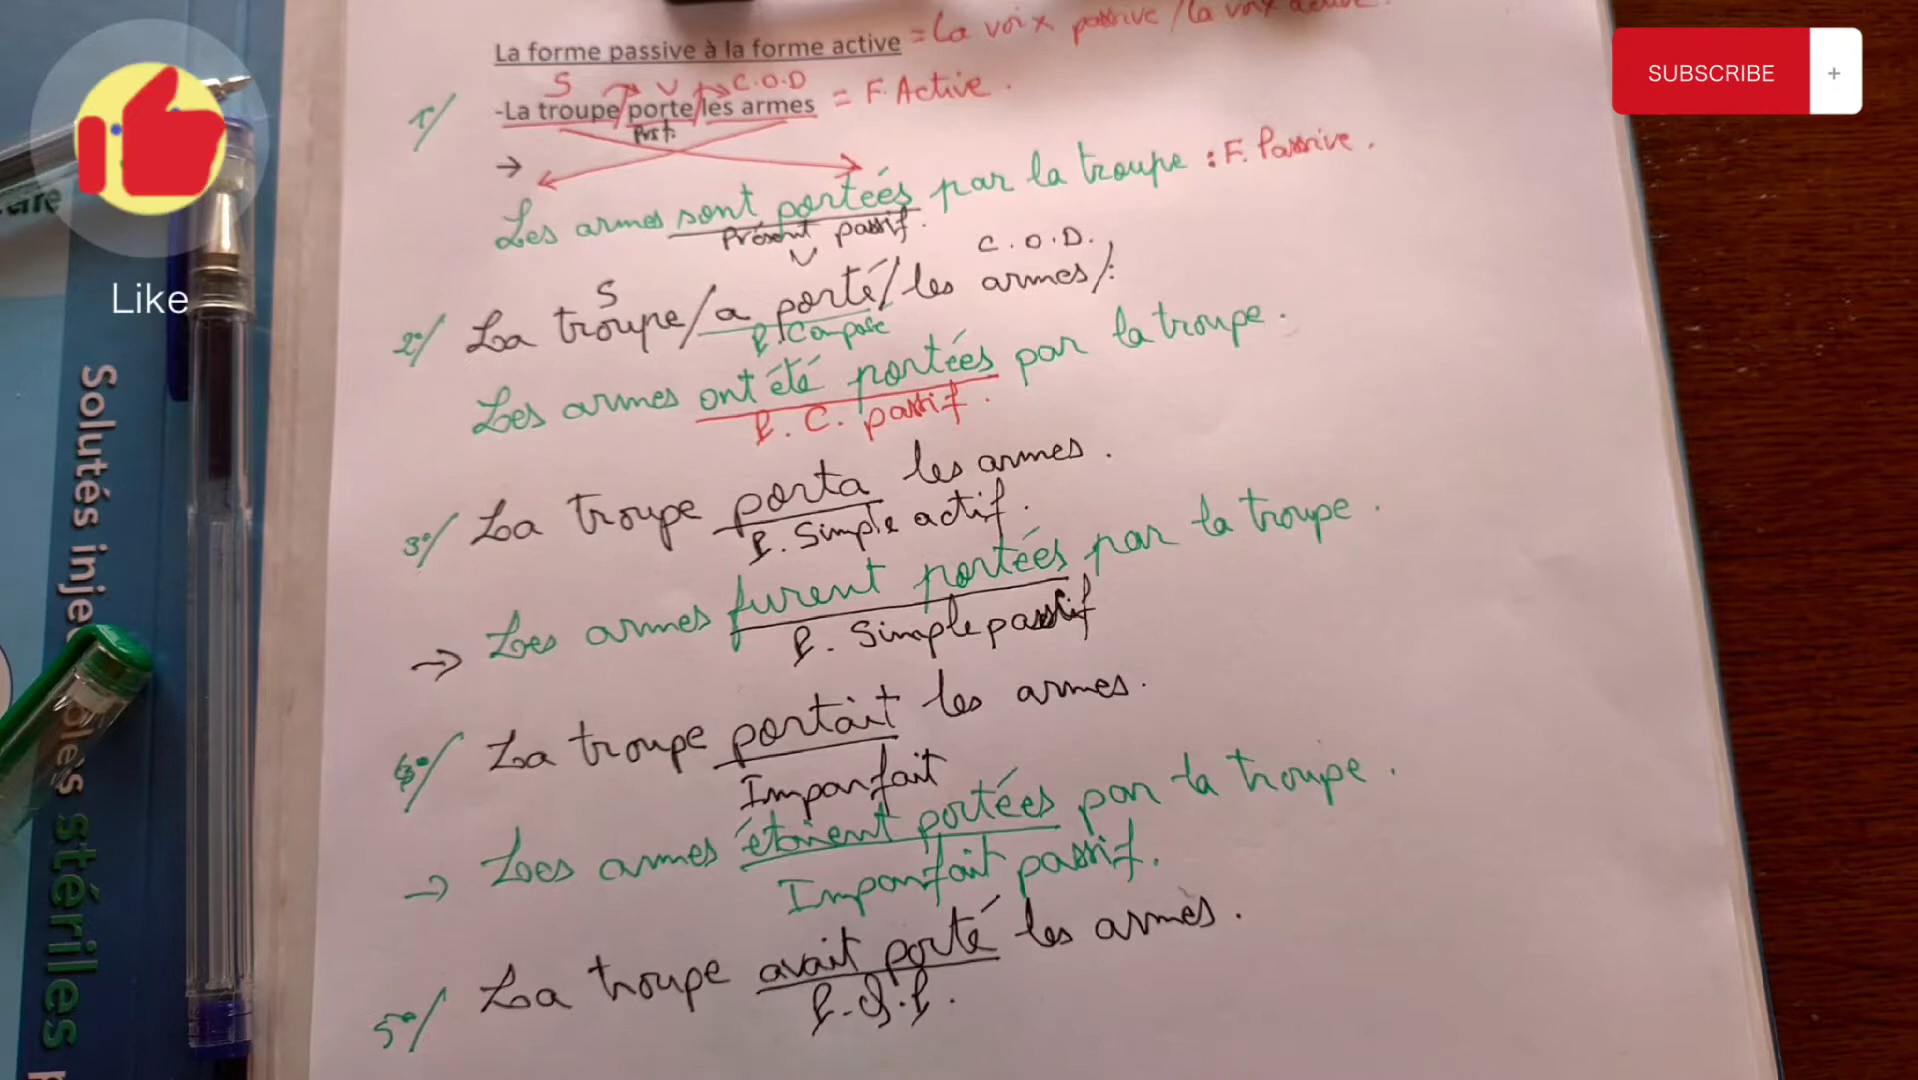 La forme passive à la forme active = La voix passive / la voix active.
S V C.O.D
1/ -La troupe/porte/les armes = F. Active.
Prst.
→
Les armes sont portées par la troupe : F. Passive.
Présent passif.
S V C.O.D.
2°/ La troupe/a porté/les armes/.
P. Composé
Les armes ont été portées par la troupe.
P. C. passif.
3°/ La troupe porta les armes.
P. Simple actif.
→ Les armes furent portées par la troupe.
P. Simple passif
4°/ La troupe portait les armes.
Imparfait
→ Les armes étaient portées par la troupe.
Imparfait passif.
5°/ La troupe avait porté les armes.
P.Q.P.
Like
SUBSCRIBE +
Solutés injec
bles stériles